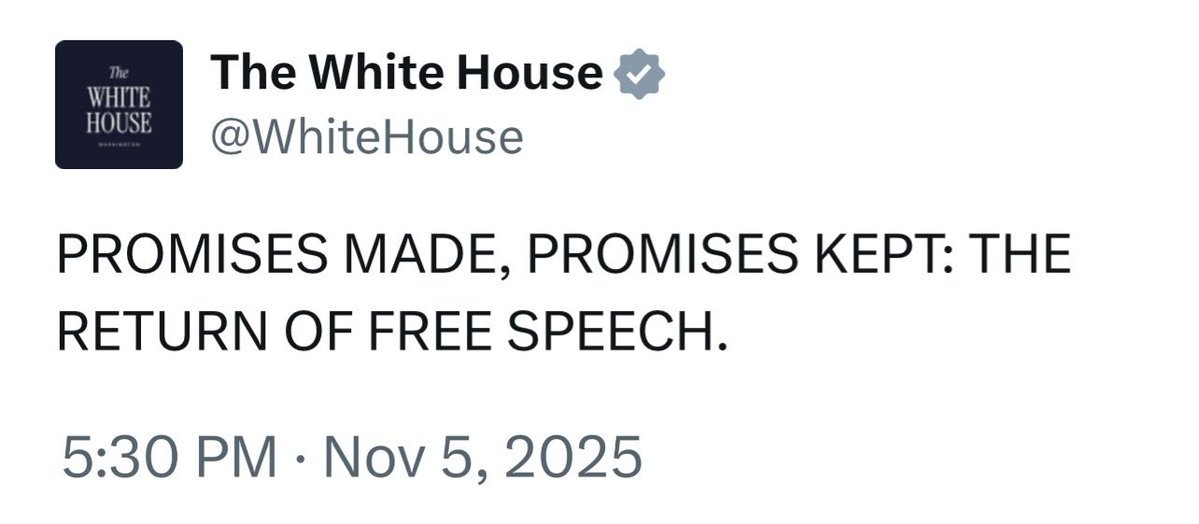 The
WHITE
HOUSE
WASHINGTON
The White House
@WhiteHouse
PROMISES MADE, PROMISES KEPT: THE
RETURN OF FREE SPEECH.
5:30 PM · Nov 5, 2025